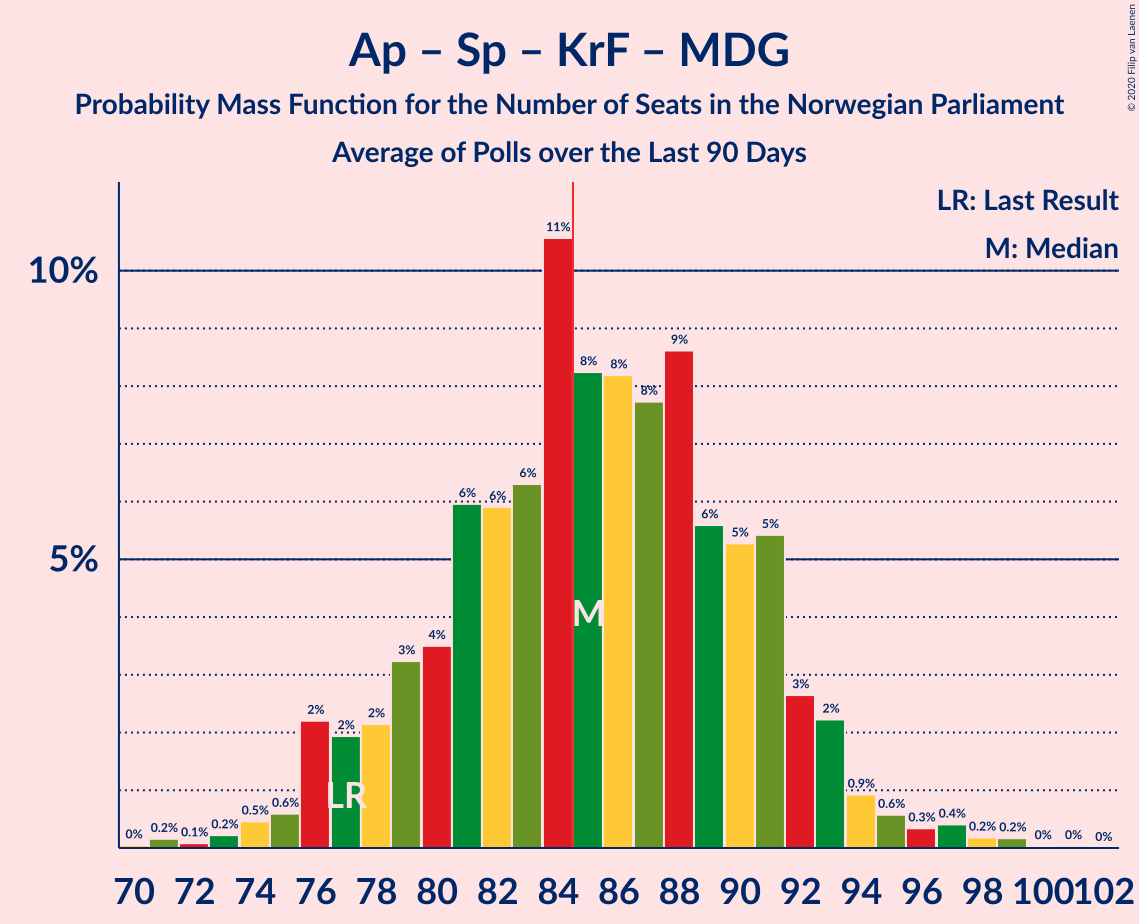 Ap – Sp – KrF – MDG
Probability Mass Function for the Number of Seats in the Norwegian Parliament
Average of Polls over the Last 90 Days
© 2020 Filip van Laenen
LR: Last Result
M: Median
10%
5%
0% 0.2% 0.1% 0.2% 0.5% 0.6% 2% 2% 2% 3% 4% 6% 6% 6% 11% 8% 8% 8% 9% 6% 5% 5% 3% 2% 0.9% 0.6% 0.3% 0.4% 0.2% 0.2% 0% 0% 0%
M
LR
70 72 74 76 78 80 82 84 86 88 90 92 94 96 98 100 102